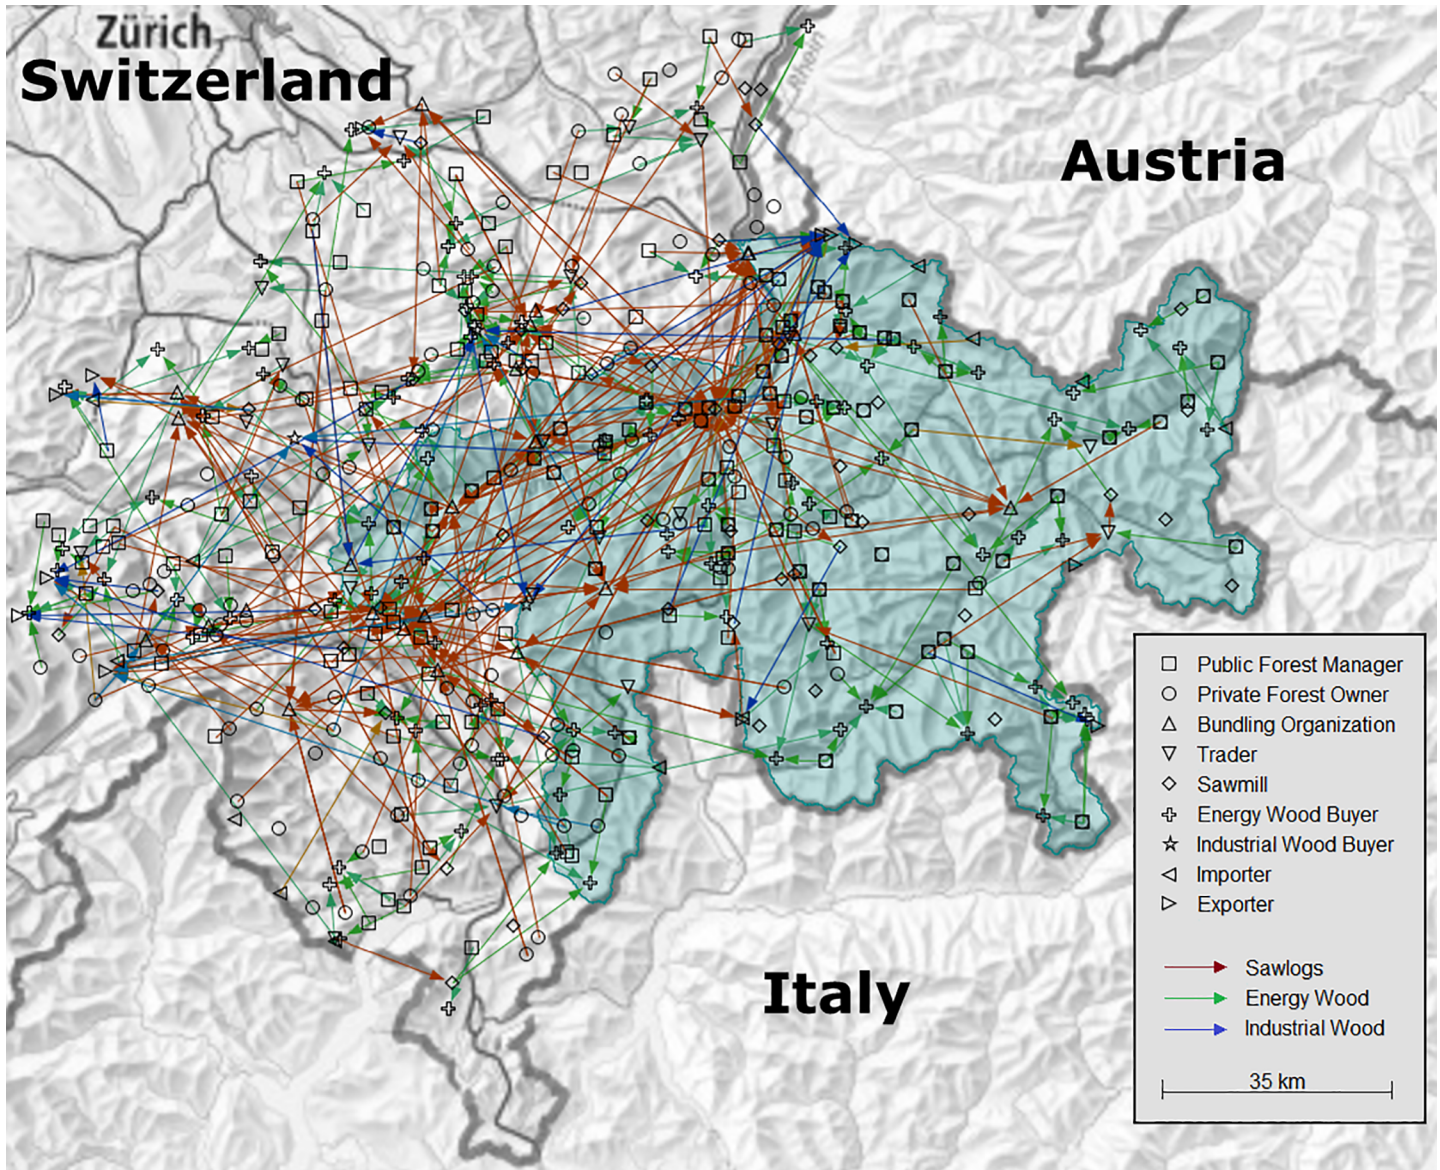 Zürich
Switzerland
Austria
Italy
Public Forest Manager
Private Forest Owner
Bundling Organization
Trader
Sawmill
Energy Wood Buyer
Industrial Wood Buyer
Importer
Exporter
Sawlogs
Energy Wood
Industrial Wood
35 km